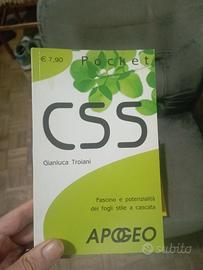 € 7,90
Pocket
CSS
Gianluca Troiani
Fascino e potenzialità
dei fogli stile a cascata
APOGEO
subito